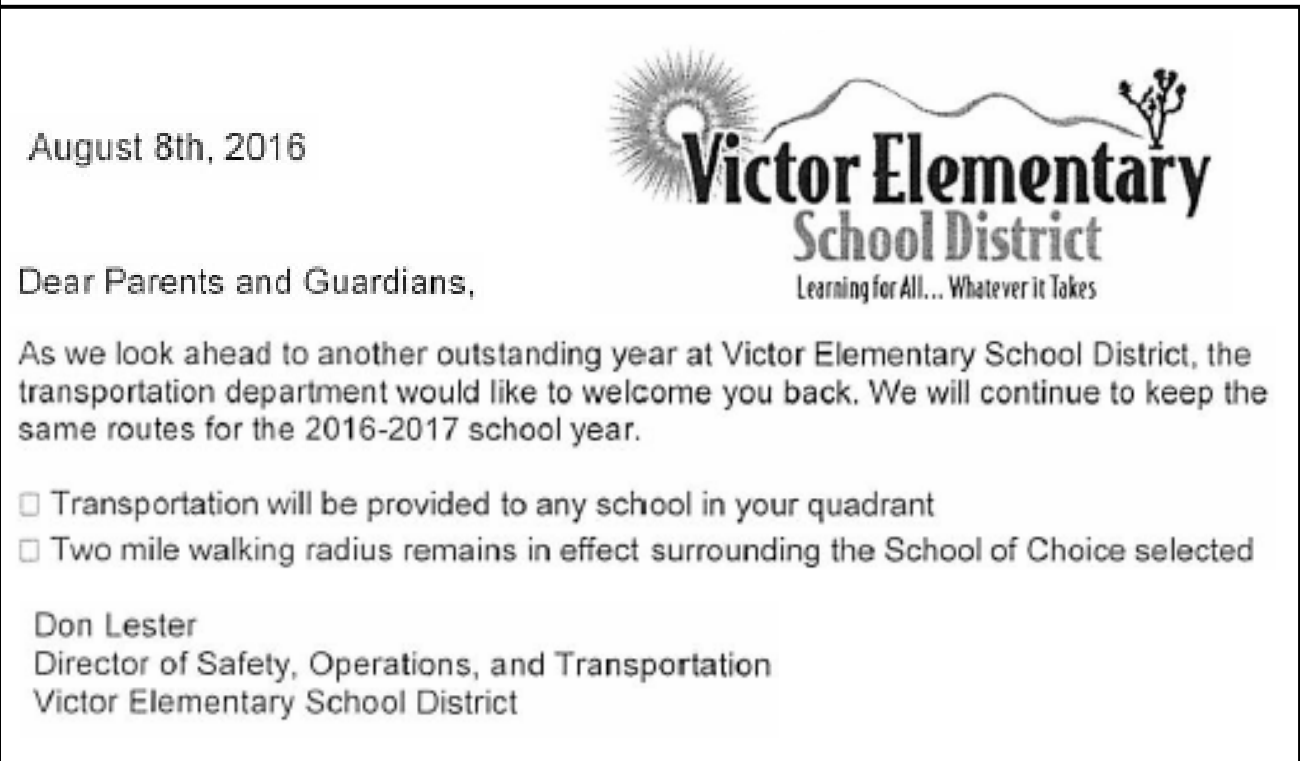 August 8th, 2016
Victor Elementary
School District
Learning for All... Whatever it Takes
Dear Parents and Guardians,
As we look ahead to another outstanding year at Victor Elementary School District, the
transportation department would like to welcome you back. We will continue to keep the
same routes for the 2016-2017 school year.
□ Transportation will be provided to any school in your quadrant
□ Two mile walking radius remains in effect surrounding the School of Choice selected
Don Lester
Director of Safety, Operations, and Transportation
Victor Elementary School District